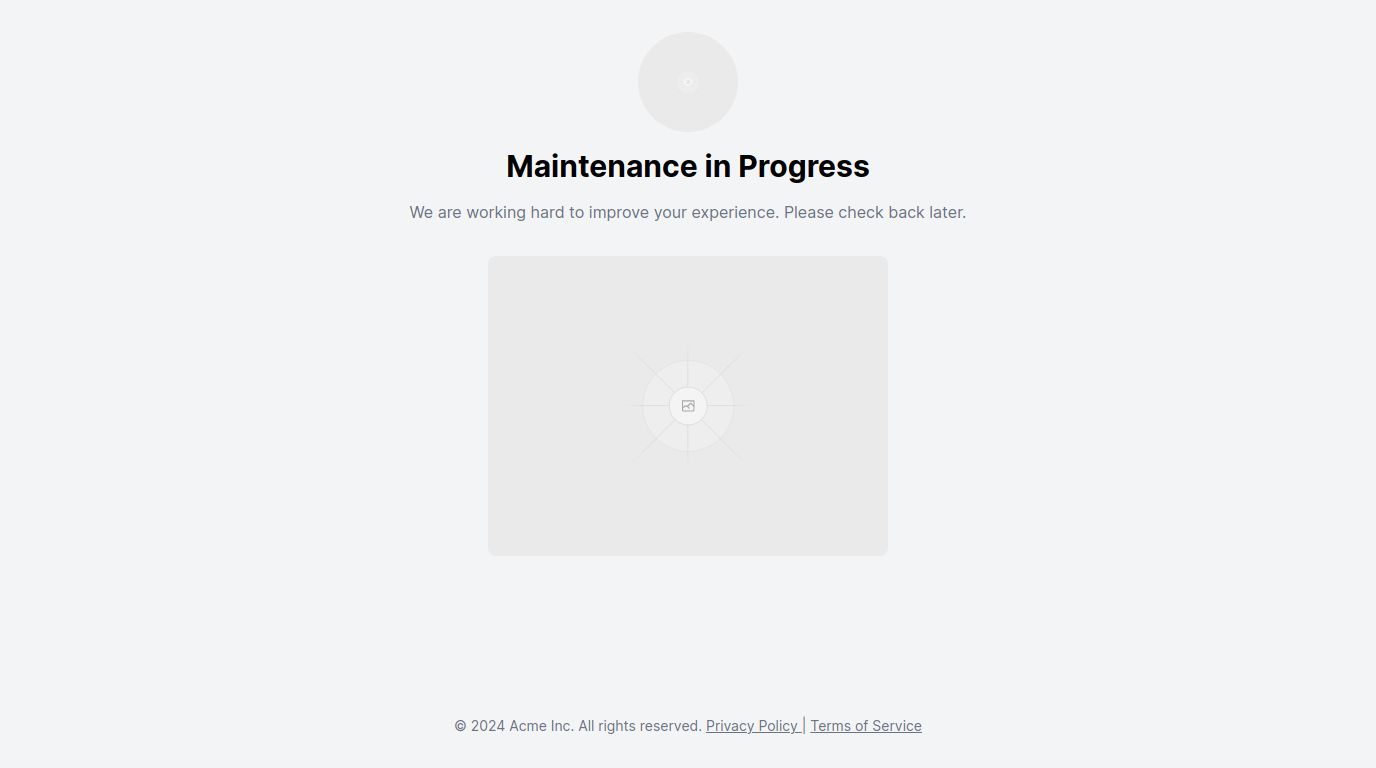 Maintenance in Progress
We are working hard to improve your experience. Please check back later.
© 2024 Acme Inc. All rights reserved. Privacy Policy | Terms of Service